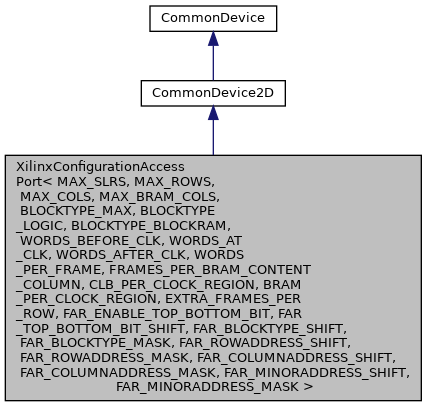 CommonDevice
CommonDevice2D
XilinxConfigurationAccess
Port< MAX_SLRS, MAX_ROWS,
MAX_COLS, MAX_BRAM_COLS,
BLOCKTYPE_MAX, BLOCKTYPE
_LOGIC, BLOCKTYPE_BLOCKRAM,
WORDS_BEFORE_CLK, WORDS_AT
_CLK, WORDS_AFTER_CLK, WORDS
_PER_FRAME, FRAMES_PER_BRAM_CONTENT
_COLUMN, CLB_PER_CLOCK_REGION, BRAM
_PER_CLOCK_REGION, EXTRA_FRAMES_PER
_ROW, FAR_ENABLE_TOP_BOTTOM_BIT, FAR
_TOP_BOTTOM_BIT_SHIFT, FAR_BLOCKTYPE_SHIFT,
FAR_BLOCKTYPE_MASK, FAR_ROWADDRESS_SHIFT,
FAR_ROWADDRESS_MASK, FAR_COLUMNADDRESS_SHIFT,
FAR_COLUMNADDRESS_MASK, FAR_MINORADDRESS_SHIFT,
FAR_MINORADDRESS_MASK >